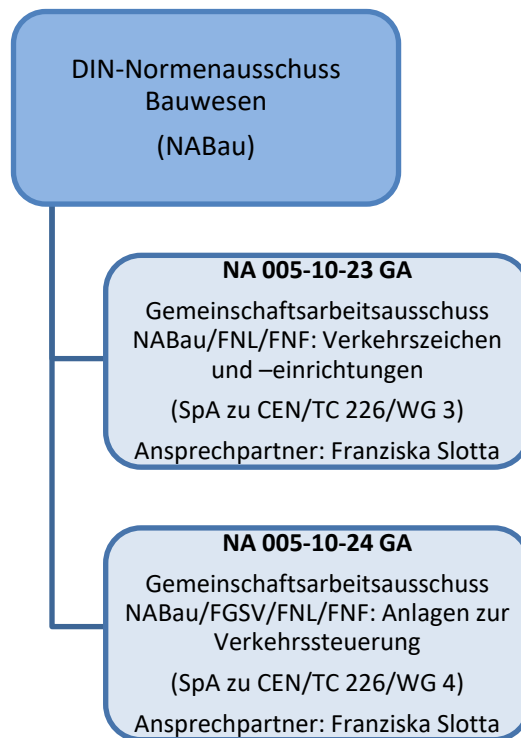 DIN-Normenausschuss
Bauwesen
(NABau)
NA 005-10-23 GA
Gemeinschaftsarbeitsausschuss
NABau/FNL/FNF: Verkehrszeichen
und –einrichtungen
(SpA zu CEN/TC 226/WG 3)
Ansprechpartner: Franziska Slotta
NA 005-10-24 GA
Gemeinschaftsarbeitsausschuss
NABau/FGSV/FNL/FNF: Anlagen zur
Verkehrssteuerung
(SpA zu CEN/TC 226/WG 4)
Ansprechpartner: Franziska Slotta